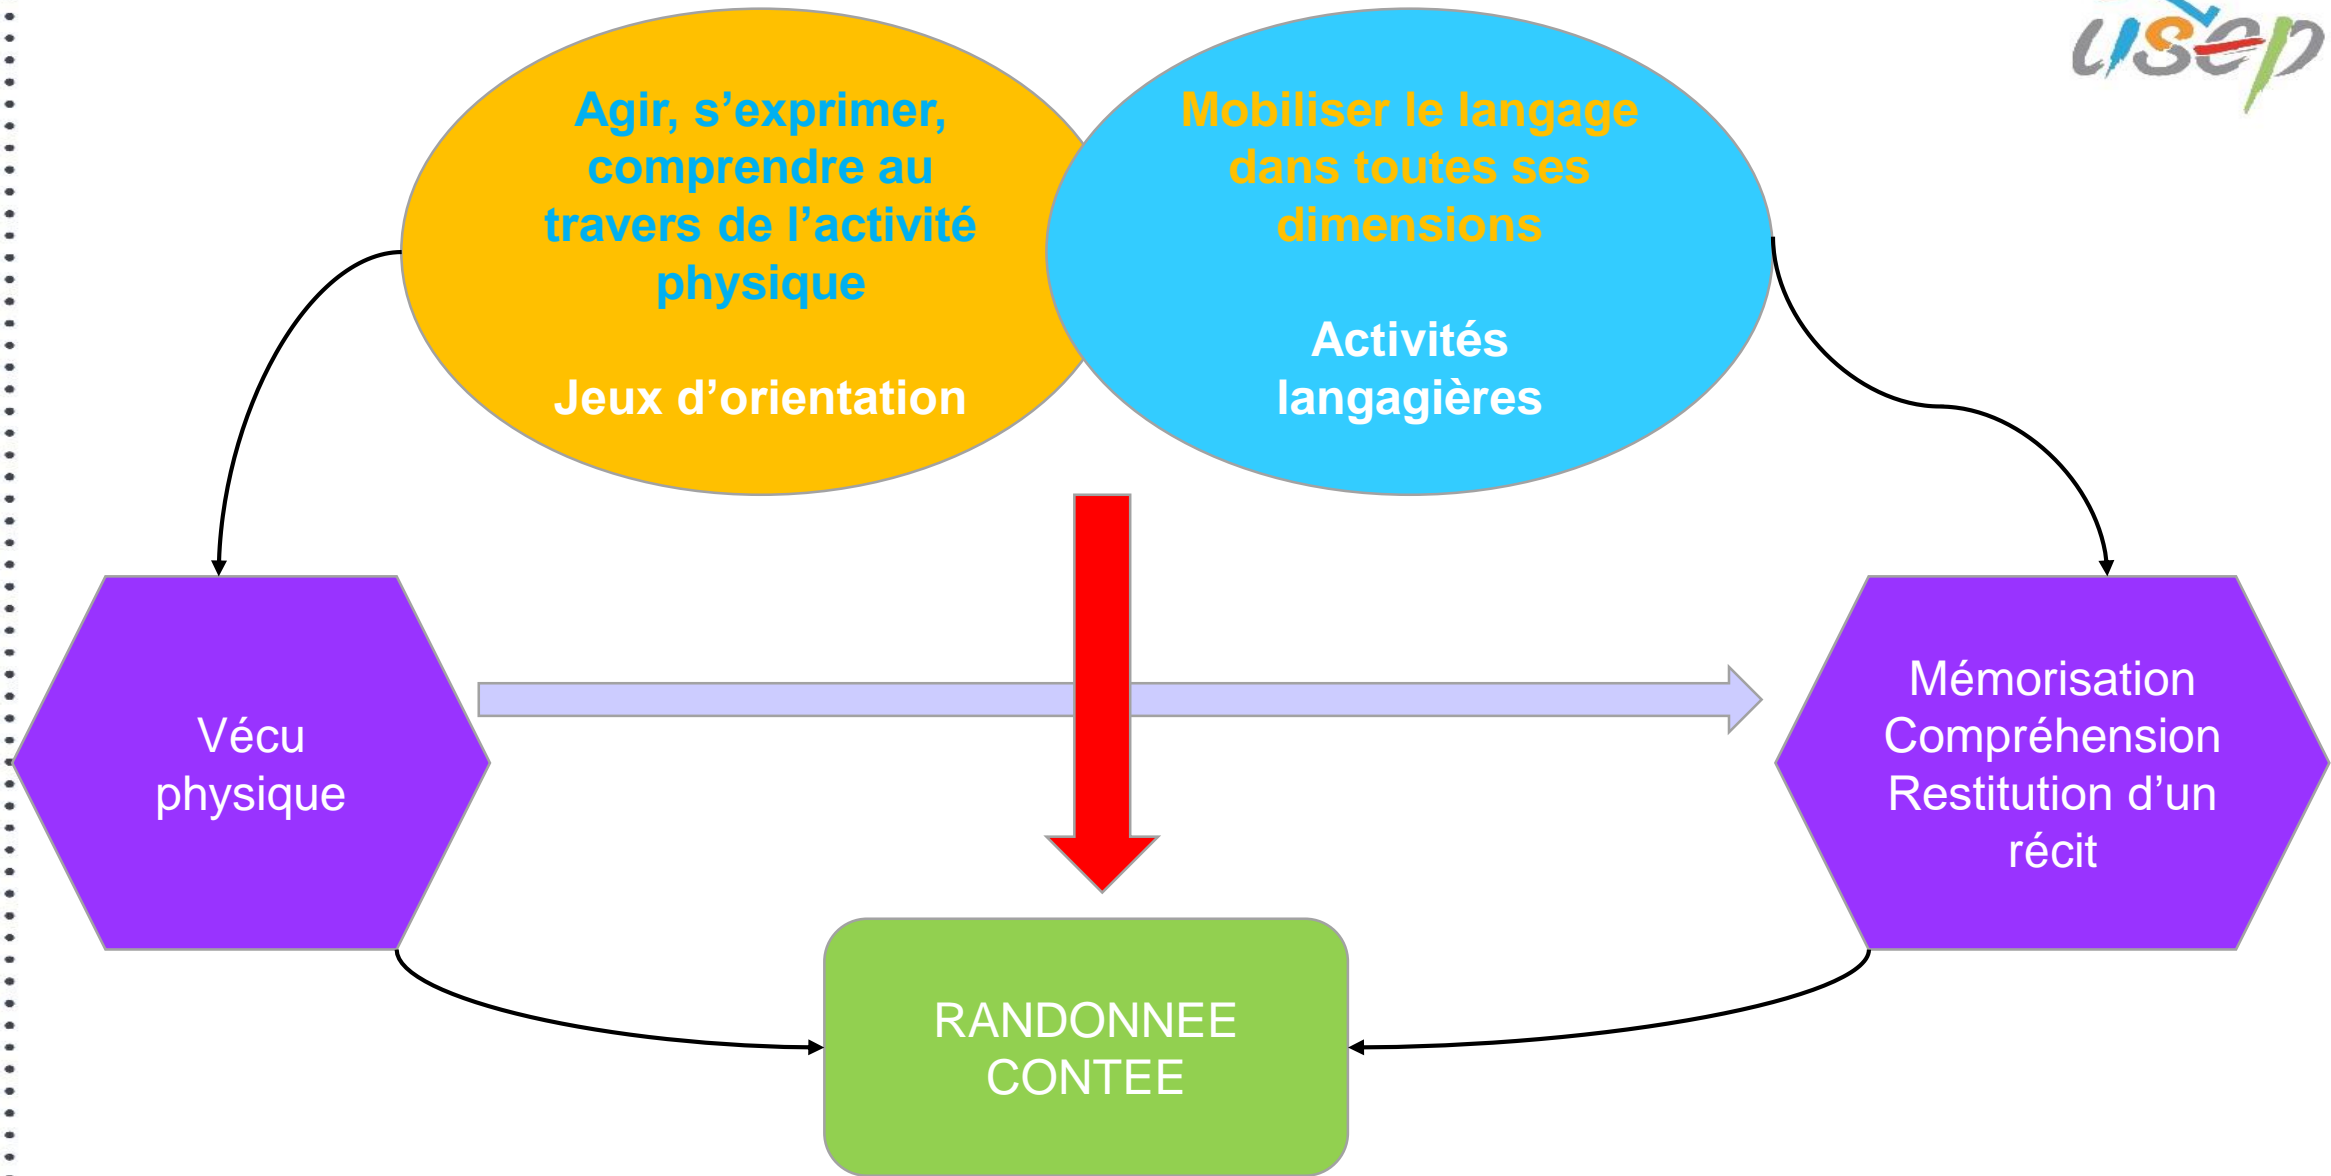 usep
Agir, s’exprimer,
comprendre au
travers de l’activité
physique
Jeux d’orientation
Mobiliser le langage
dans toutes ses
dimensions
Activités
langagières
Vécu
physique
Mémorisation
Compréhension
Restitution d’un
récit
RANDONNEE
CONTEE